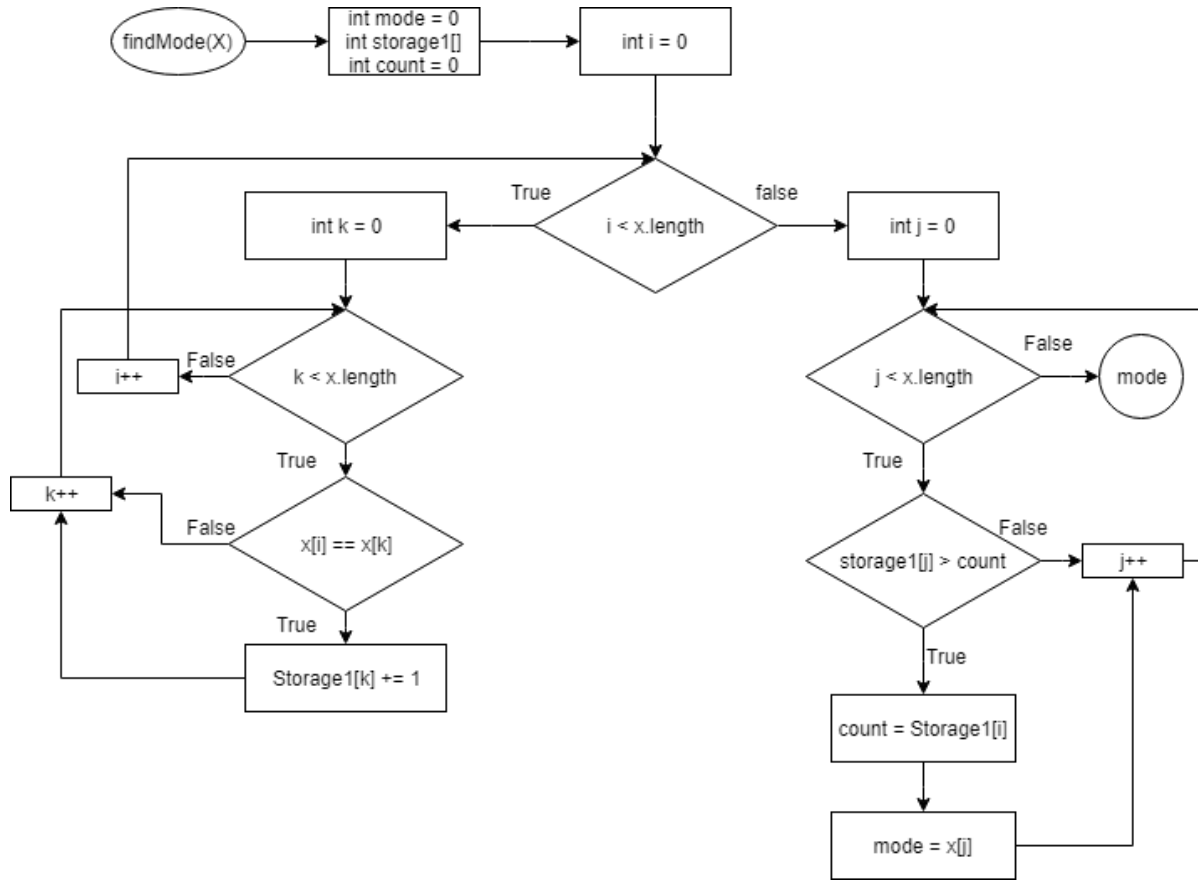 findMode(X)
int mode = 0
int storage1[]
int count = 0
int i = 0
True
i < x.length
false
int k = 0
int j = 0
i++
False
k < x.length
j < x.length
False
mode
True
True
k++
False
x[i] == x[k]
storage1[j] > count
False
j++
True
Storage1[k] += 1
True
count = Storage1[i]
mode = x[j]